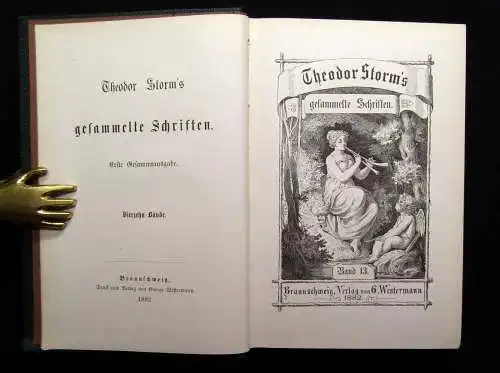 Theodor Storm's
gesammelte Schriften.
Erste Gesammtausgabe.
Vierzehn Bände.
Braunschweig,
Druck und Verlag von George Westermann.
1882
Theodor Storm's
gesammelte Schriften.
Band 13.
Braunschweig, Verlag von G. Westermann
1882